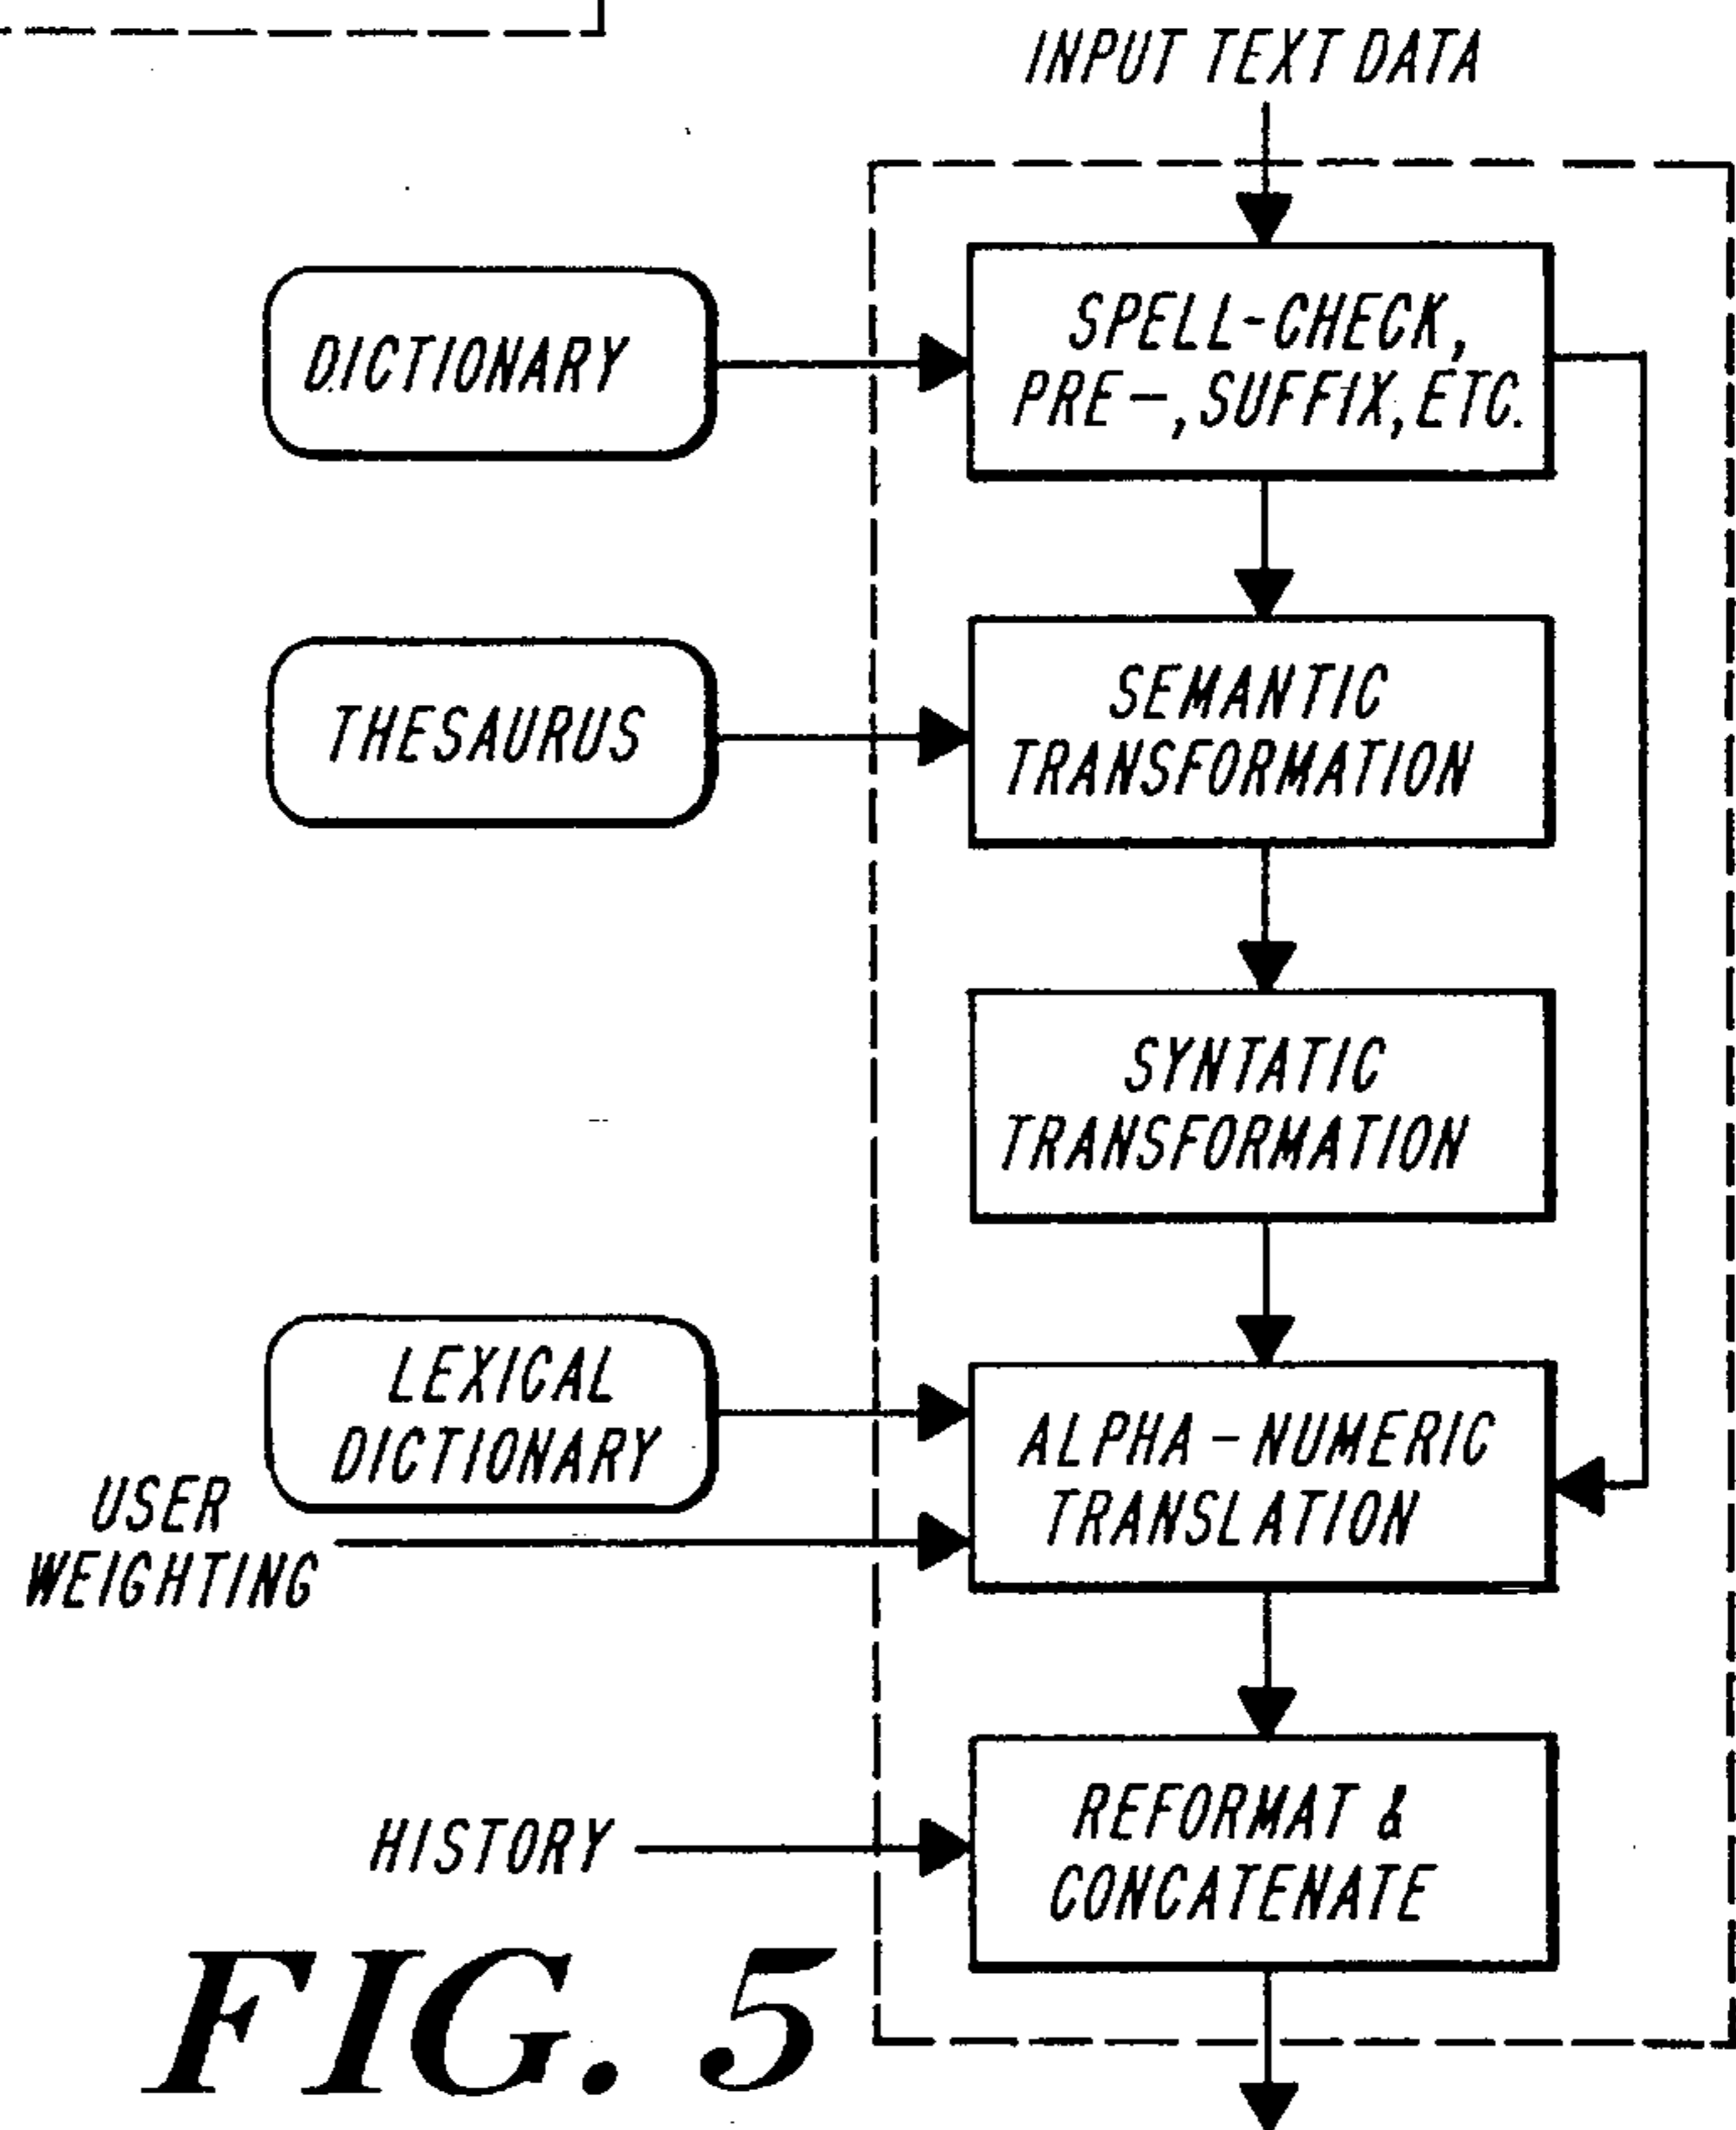 INPUT TEXT DATA
DICTIONARY
SPELL-CHECK,
PRE-, SUFFIX, ETC.
THESAURUS
SEMANTIC
TRANSFORMATION
SYNTATIC
TRANSFORMATION
LEXICAL
DICTIONARY
USER
WEIGHTING
ALPHA-NUMERIC
TRANSLATION
HISTORY
REFORMAT &
CONCATENATE
FIG. 5